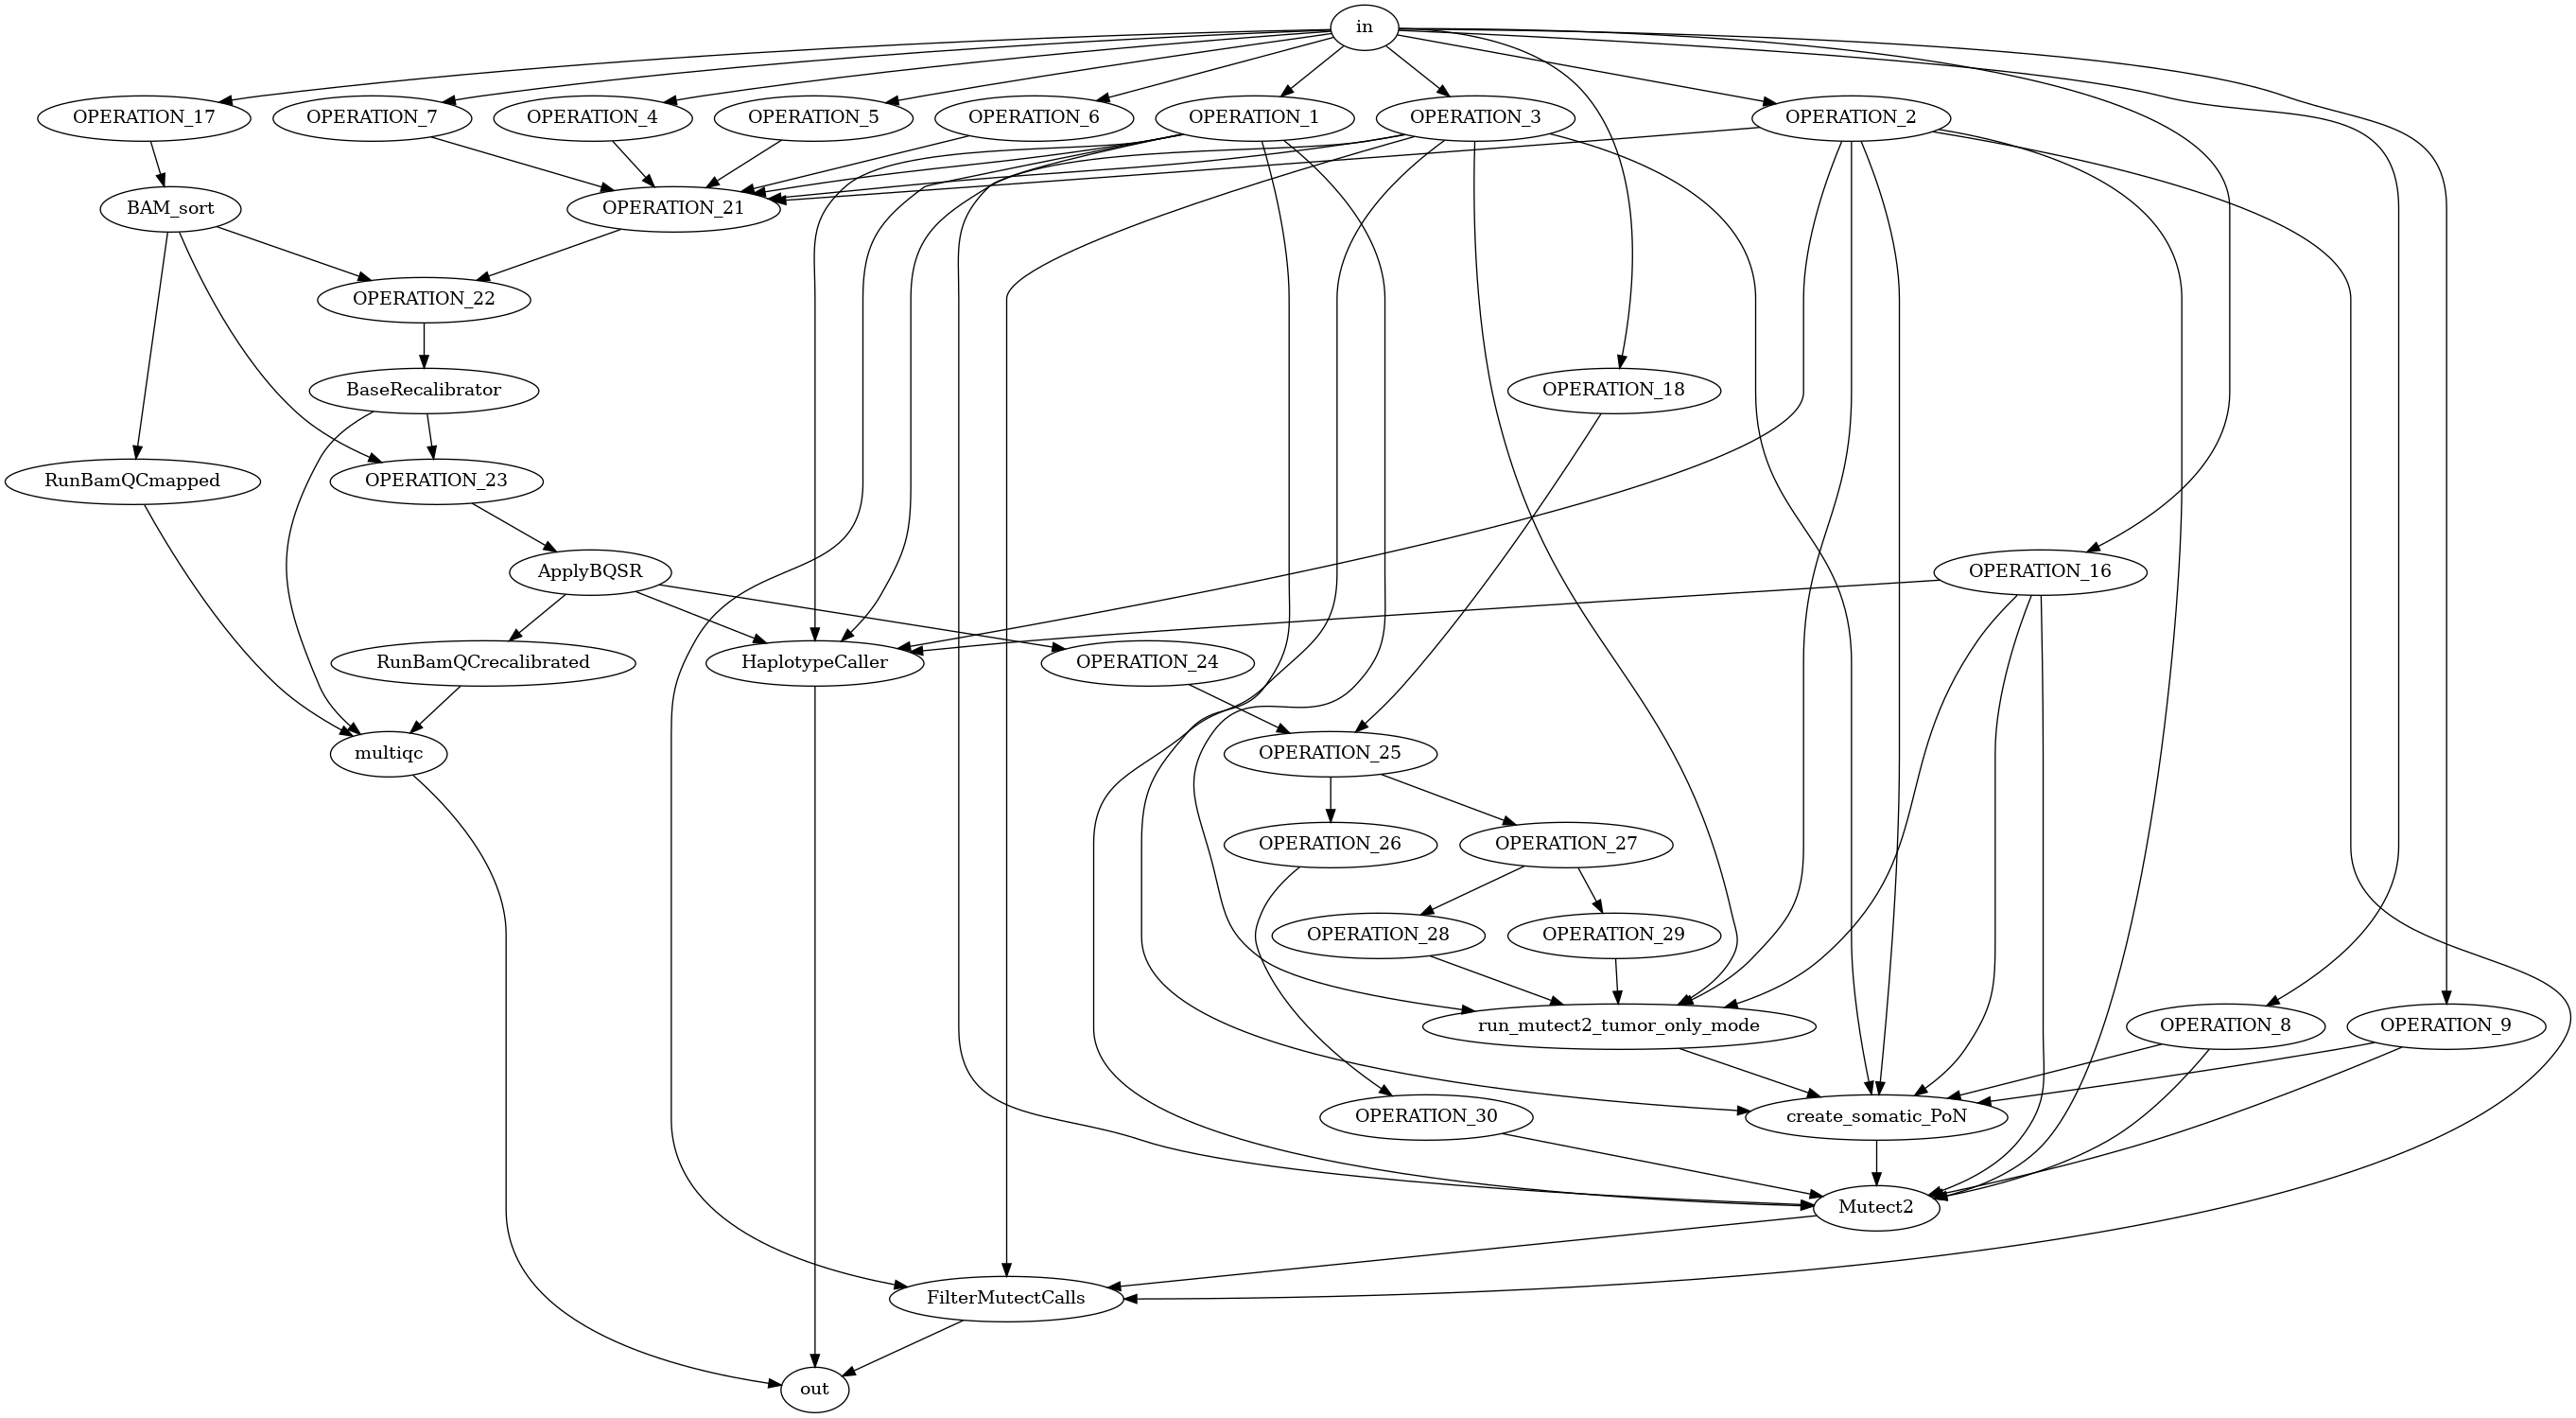 in
OPERATION_17
OPERATION_7
OPERATION_4
OPERATION_5
OPERATION_6
OPERATION_1
OPERATION_3
OPERATION_2
BAM_sort
OPERATION_21
OPERATION_22
BaseRecalibrator
OPERATION_18
RunBamQCmapped
OPERATION_23
ApplyBQSR
OPERATION_16
RunBamQCrecalibrated
HaplotypeCaller
OPERATION_24
multiqc
OPERATION_25
OPERATION_26
OPERATION_27
OPERATION_28
OPERATION_29
run_mutect2_tumor_only_mode
OPERATION_8
OPERATION_9
OPERATION_30
create_somatic_PoN
Mutect2
FilterMutectCalls
out